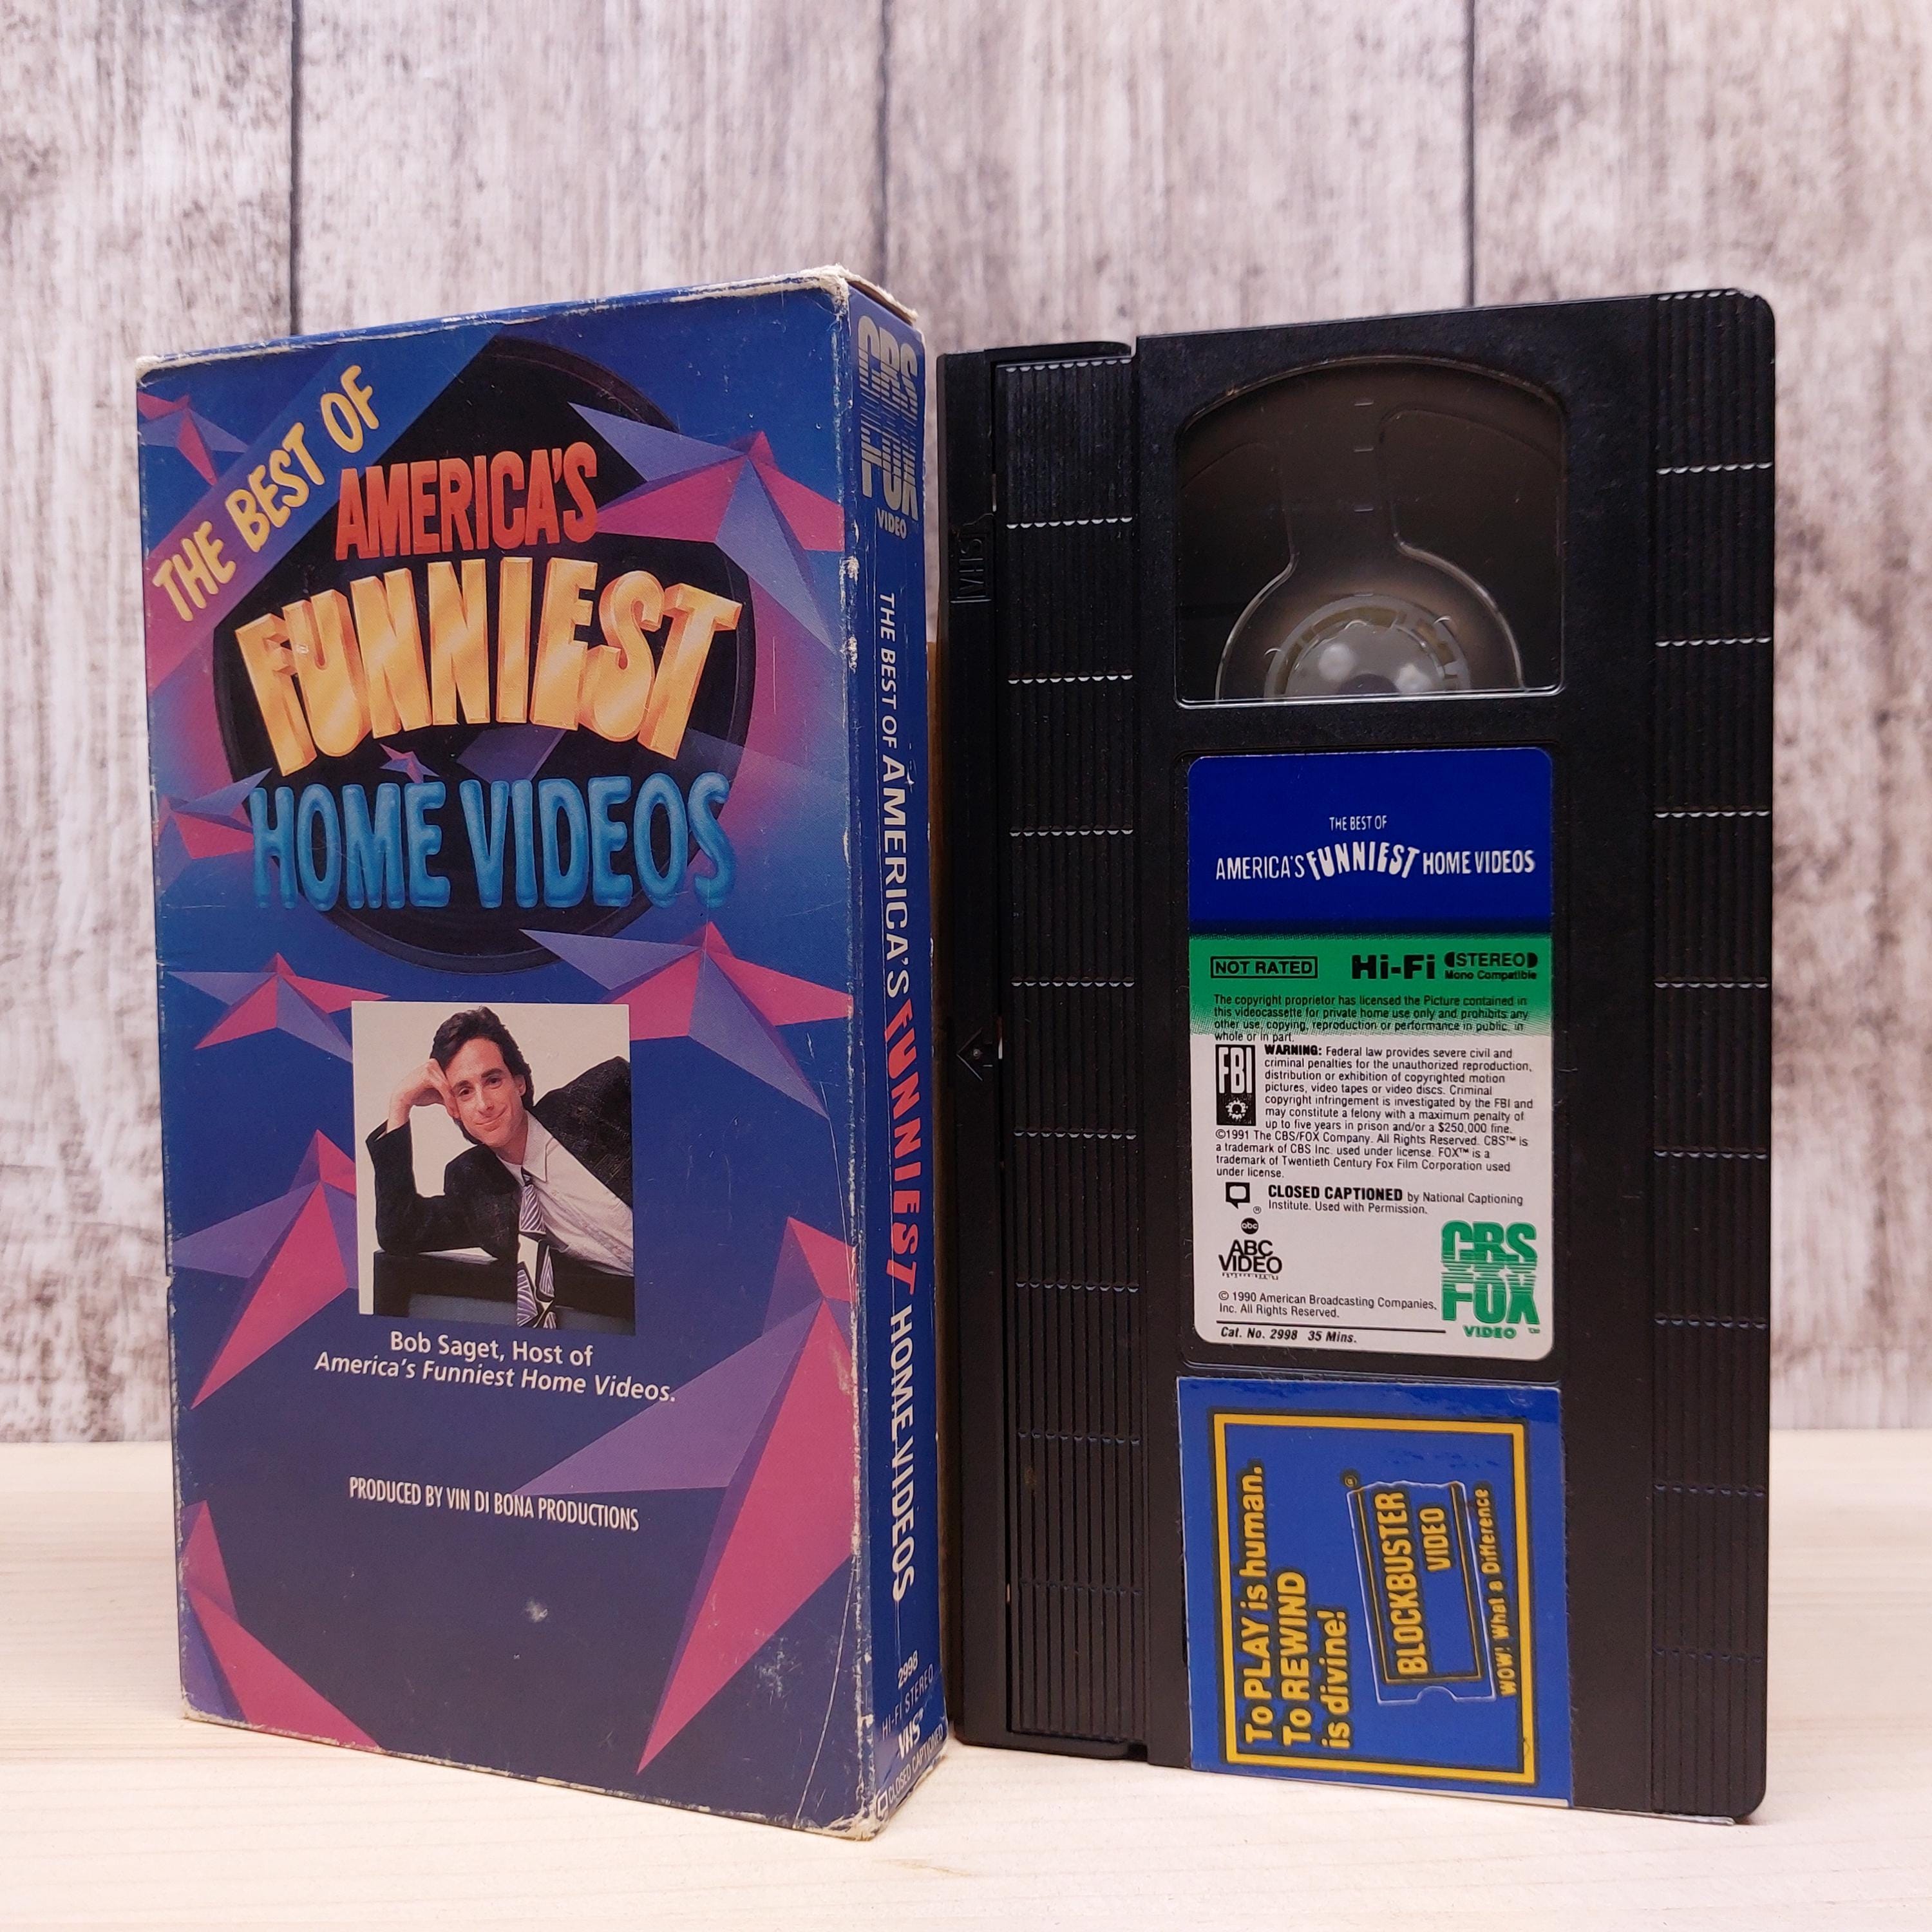 THE BEST OF
AMERICA'S
FUNNIEST
HOME VIDEOS
Bob Saget, Host of
America's Funniest Home Videos.
PRODUCED BY VIN DI BONA PRODUCTIONS
CBS
FOX
VIDEO
THE BEST OF AMERICA'S FUNNIEST HOME VIDEOS
2998
HI-FI STEREO
VHS
CLOSED CAPTIONED
VHS
THE BEST OF
AMERICA'S FUNNIEST HOME VIDEOS
NOT RATED Hi-Fi STEREO
Mono Compatible
The copyright proprietor has licensed the Picture contained in
this videocassette for private home use only and prohibits any
other use, copying, reproduction or performance in public, in
whole or in part.
FBI
WARNING: Federal law provides severe civil and
criminal penalties for the unauthorized reproduction,
distribution or exhibition of copyrighted motion
pictures, video tapes or video discs. Criminal
copyright infringement is investigated by the FBI and
may constitute a felony with a maximum penalty of
up to five years in prison and/or a $250,000 fine.
©1991 The CBS/FOX Company. All Rights Reserved. CBS™ is
a trademark of CBS Inc. used under license. FOX™ is a
trademark of Twentieth Century Fox Film Corporation used
under license.
® CLOSED CAPTIONED by National Captioning
Institute. Used with Permission.
abc
ABC
VIDEO
© 1990 American Broadcasting Companies,
Inc. All Rights Reserved.
Cat. No. 2998 35 Mins.
CBS
FOX
VIDEO ™
To PLAY is human.
To REWIND
is divine!
BLOCKBUSTER ®
VIDEO
WOW! What a Difference